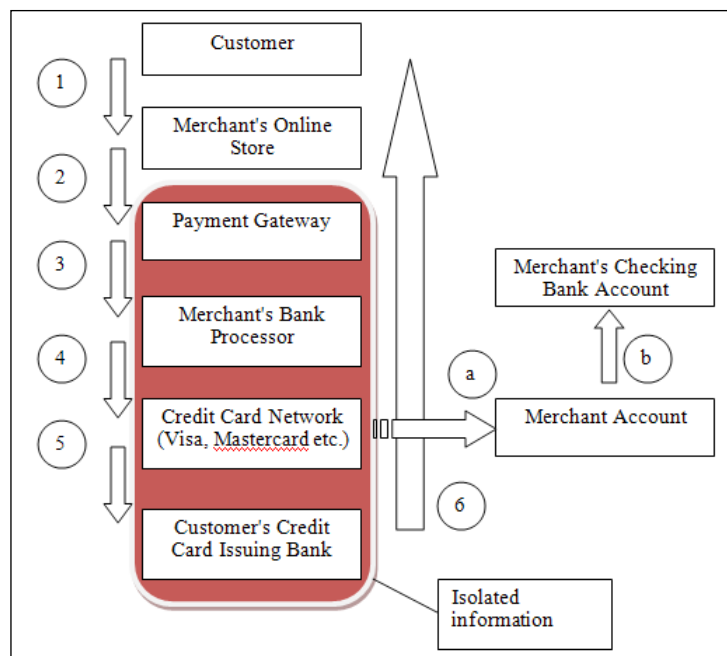 Customer
1
Merchant's Online
Store
2
Payment Gateway
3
Merchant's Checking
Bank Account
Merchant's Bank
Processor
4
b
a
Credit Card Network
(Visa, Mastercard etc.)
Merchant Account
5
6
Customer's Credit
Card Issuing Bank
Isolated
information